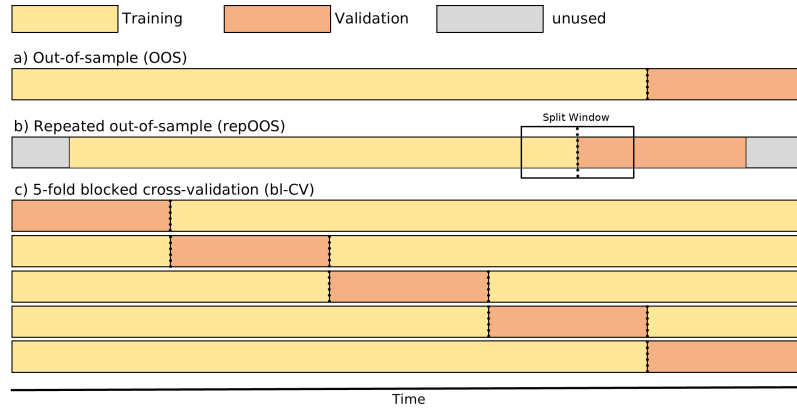 Training Validation unused
a) Out-of-sample (OOS)
b) Repeated out-of-sample (repOOS)
Split Window
c) 5-fold blocked cross-validation (bl-CV)
Time